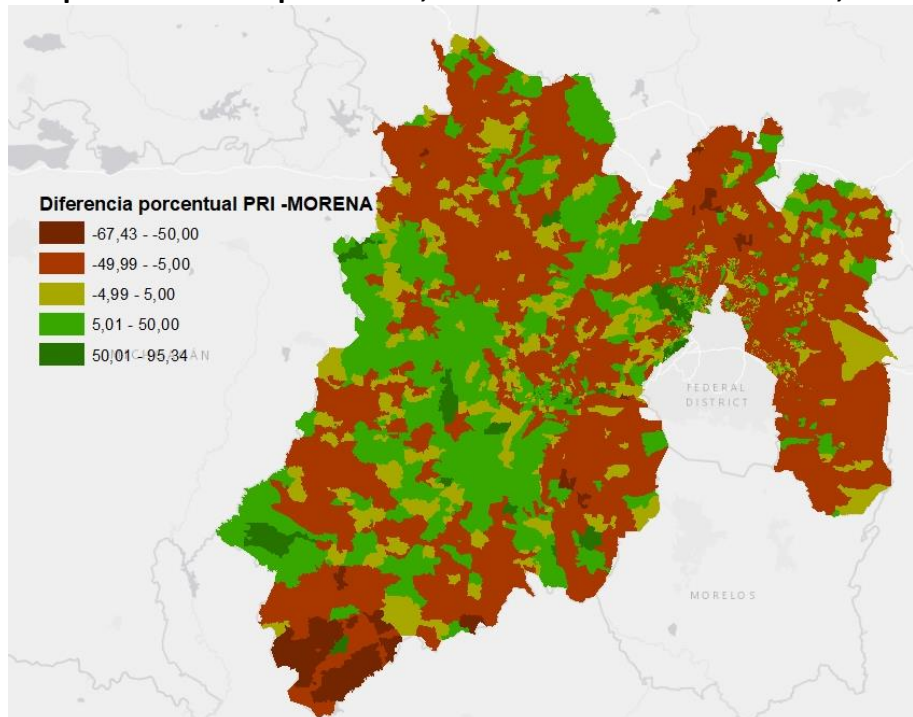 Diferencia porcentual PRI -MORENA
-67,43 - -50,00
-49,99 - -5,00
-4,99 - 5,00
5,01 - 50,00
50,01 - 95,34
FEDERAL
DISTRICT
MORELOS